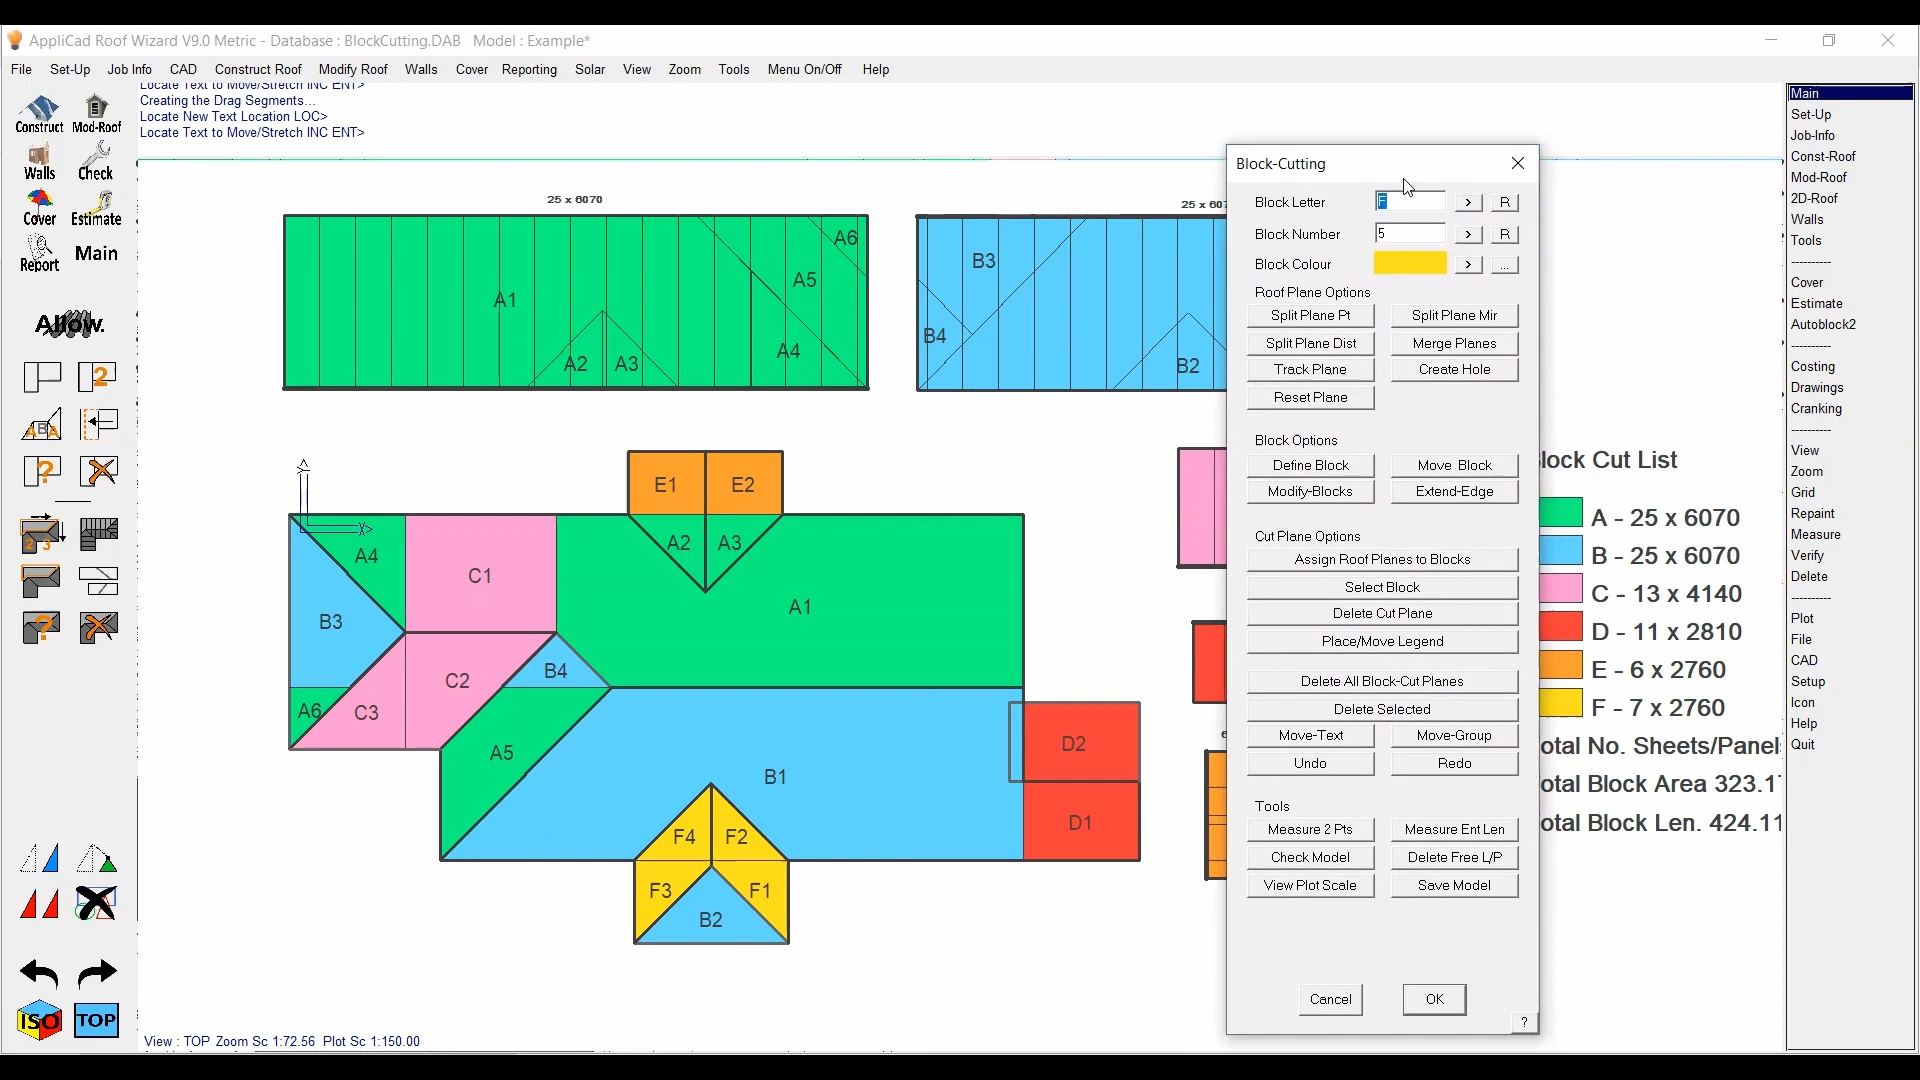 AppliCad Roof Wizard V9.0 Metric - Database : BlockCutting.DAB   Model : Example*
File Set-Up Job Info CAD Construct Roof Modify Roof Walls Cover Reporting Solar View Zoom Tools Menu On/Off Help
Locate Text to Move/Stretch INC ENT>
Creating the Drag Segments...
Locate New Text Location LOC>
Locate Text to Move/Stretch INC ENT>
Construct Mod-Roof
Walls Check
Cover Estimate
Report Main
Allow.
2
ABA
?
2 3
?
ISO TOP
25 x 6070
A1
A2
A3
A4
A5
A6
25 x 607
B3
B4
B2
E1 E2
A4
C1
A2 A3
B3
A1
C2
B4
A6
C3
A5
D2
B1
D1
F4 F2
F3 F1
B2
Y
X
View : TOP Zoom Sc 1:72.56 Plot Sc 1:150.00
Block-Cutting
Block Letter F > R
Block Number 5 > R
Block Colour > ...
Roof Plane Options
Split Plane Pt Split Plane Mir
Split Plane Dist Merge Planes
Track Plane Create Hole
Reset Plane
Block Options
Define Block Move Block
Modify-Blocks Extend-Edge
Cut Plane Options
Assign Roof Planes to Blocks
Select Block
Delete Cut Plane
Place/Move Legend
Delete All Block-Cut Planes
Delete Selected
Move-Text Move-Group
Undo Redo
Tools
Measure 2 Pts Measure Ent Len
Check Model Delete Free L/P
View Plot Scale Save Model
Cancel OK
?
lock Cut List
A - 25 x 6070
B - 25 x 6070
C - 13 x 4140
D - 11 x 2810
E - 6 x 2760
F - 7 x 2760
otal No. Sheets/Panel
otal Block Area 323.1
otal Block Len. 424.11
Main
Set-Up
Job-Info
Const-Roof
Mod-Roof
2D-Roof
Walls
Tools
----------
Cover
Estimate
Autoblock2
----------
Costing
Drawings
Cranking
----------
View
Zoom
Grid
Repaint
Measure
Verify
Delete
----------
Plot
File
CAD
Setup
Icon
Help
Quit